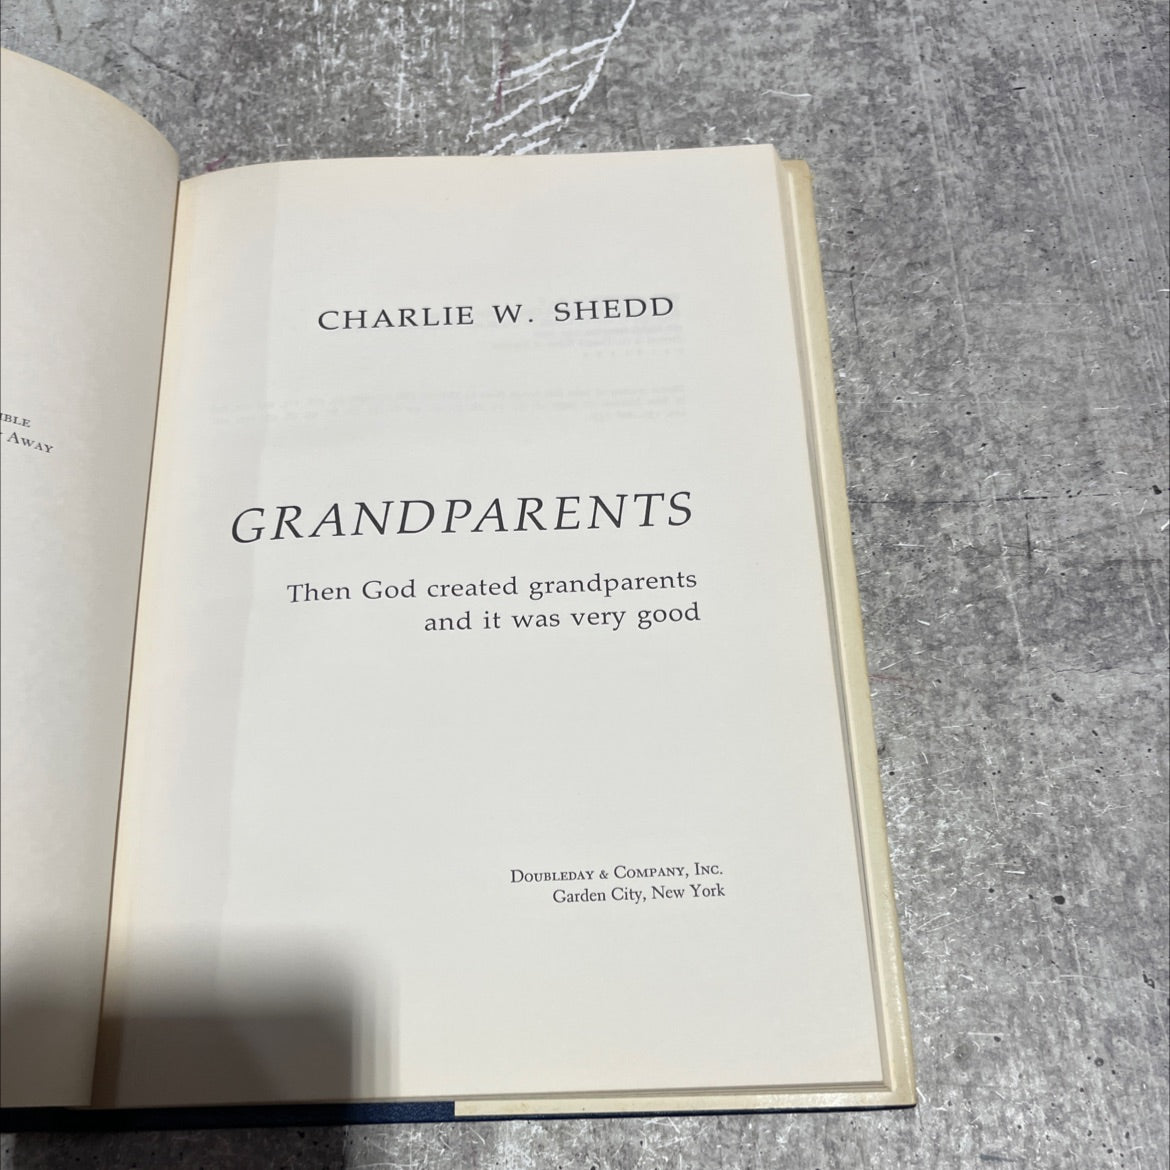 IBLE
Away
CHARLIE W. SHEDD
GRANDPARENTS
Then God created grandparents
and it was very good
Doubleday & Company, Inc.
Garden City, New York